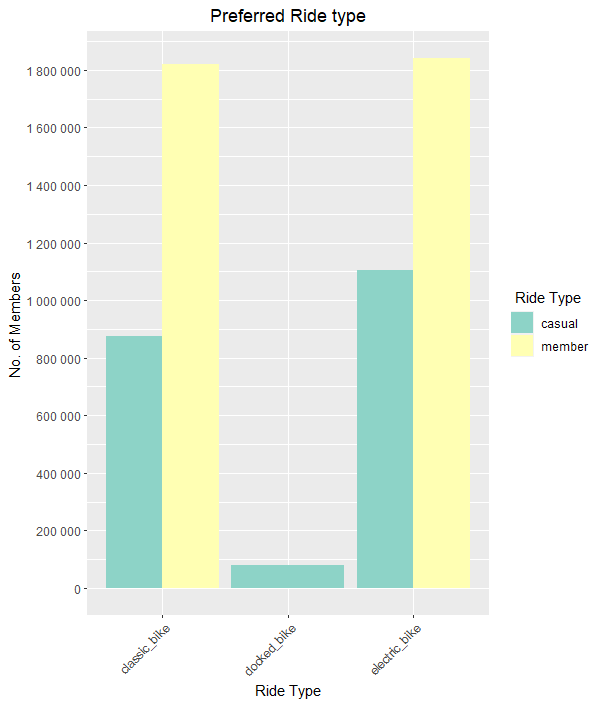 Preferred Ride type
No. of Members
1 800 000
1 600 000
1 400 000
1 200 000
1 000 000
800 000
600 000
400 000
200 000
0
classic_bike
docked_bike
electric_bike
Ride Type
Ride Type
casual
member